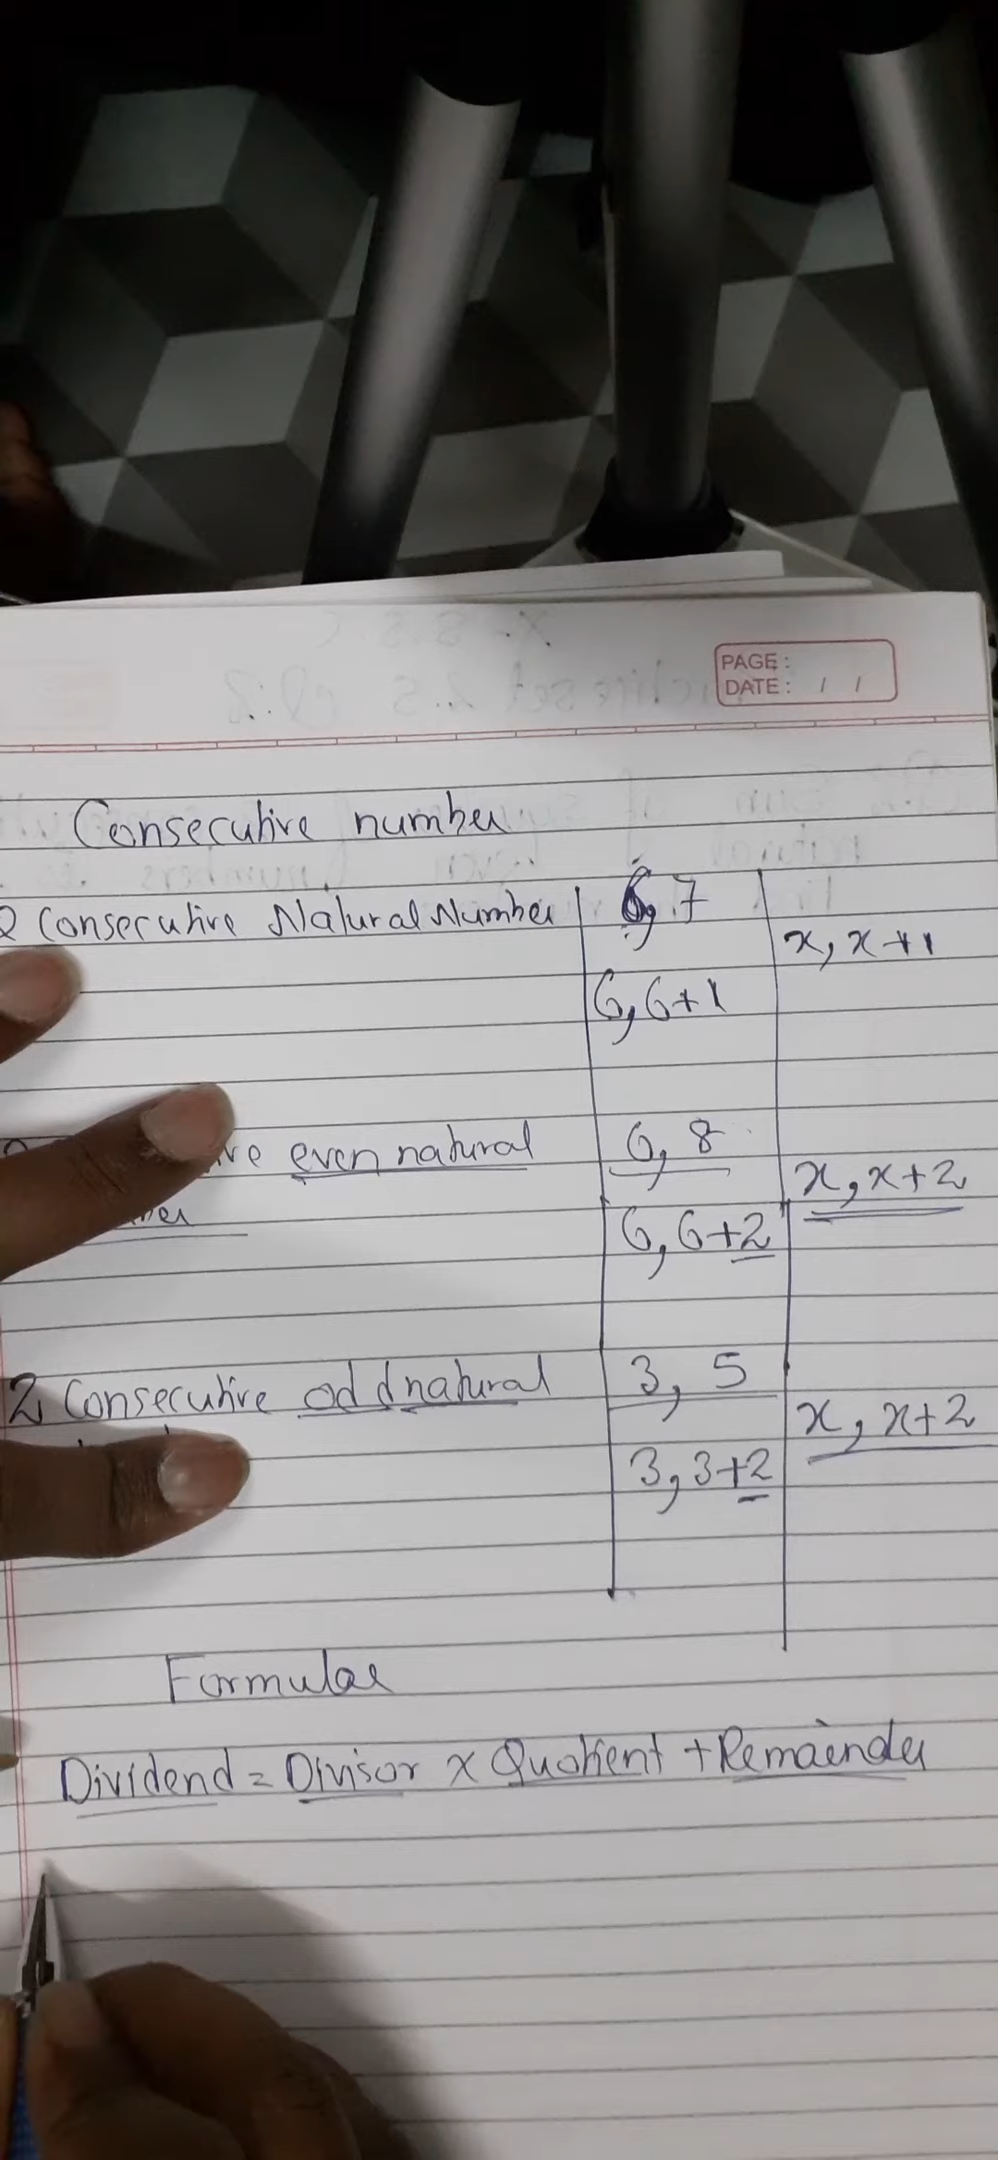 PAGE:
DATE: / /
Consecutive number
2 Consecutive Natural Number 6, 7
x, x+1
6, 6+1
even natural 6, 8
x, x+2
6, 6+2
2 Consecutive odd natural 3, 5
x, x+2
3, 3+2
Formulae
Dividend = Divisor x Quotient + Remainder